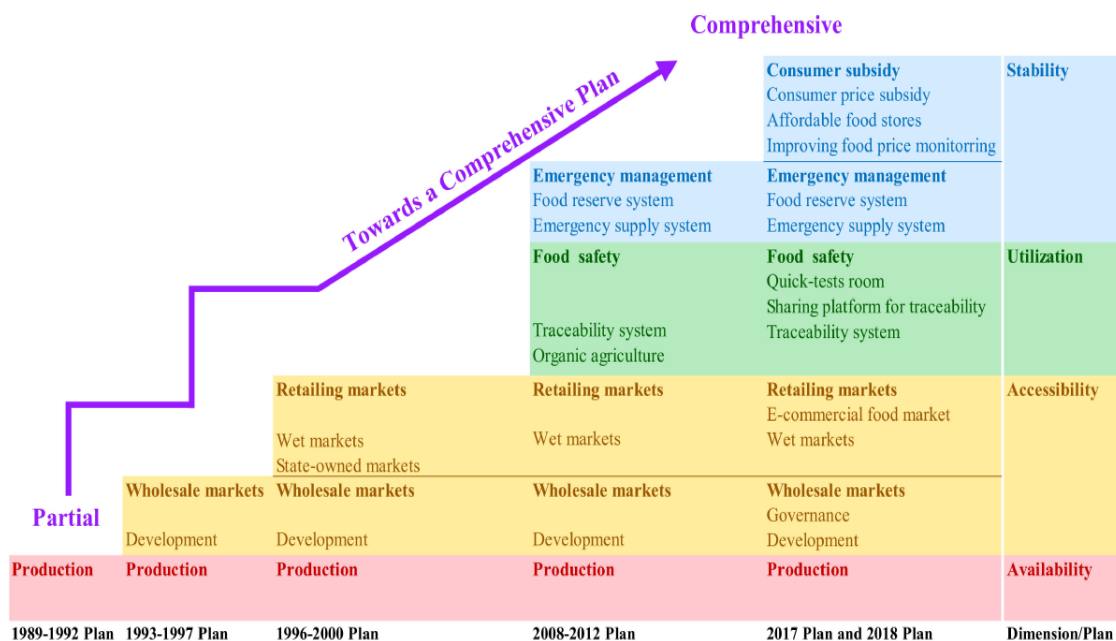 Comprehensive
Towards a Comprehensive Plan
Partial
Consumer subsidy
Consumer price subsidy
Affordable food stores
Improving food price monitorring
Stability
Emergency management
Food reserve system
Emergency supply system
Emergency management
Food reserve system
Emergency supply system
Food safety
Traceability system
Organic agriculture
Food safety
Quick-tests room
Sharing platform for traceability
Traceability system
Utilization
Retailing markets
Wet markets
State-owned markets
Retailing markets
Wet markets
Retailing markets
E-commercial food market
Wet markets
Accessibility
Wholesale markets
Development
Wholesale markets
Development
Wholesale markets
Development
Wholesale markets
Governance
Development
Production
Production
Production
Production
Production
Availability
1989-1992 Plan
1993-1997 Plan
1996-2000 Plan
2008-2012 Plan
2017 Plan and 2018 Plan
Dimension/Plan